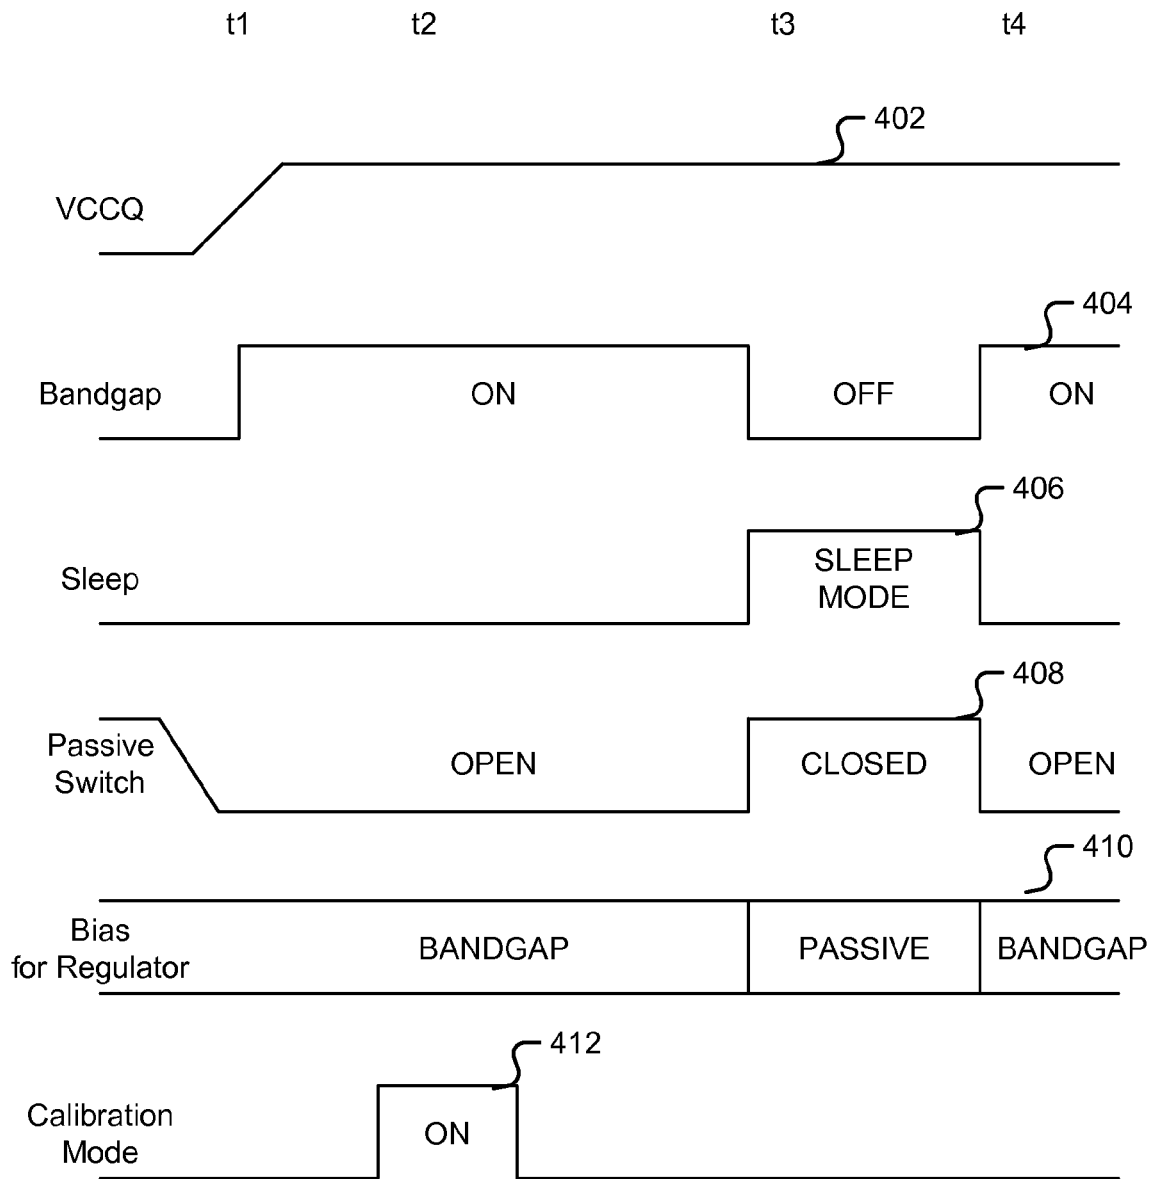 t1 t2 t3 t4
402
VCCQ
404
Bandgap ON OFF ON
406
SLEEP
Sleep
MODE
408
Passive
Switch
OPEN CLOSED OPEN
410
Bias
for Regulator
BANDGAP PASSIVE BANDGAP
412
Calibration
Mode
ON